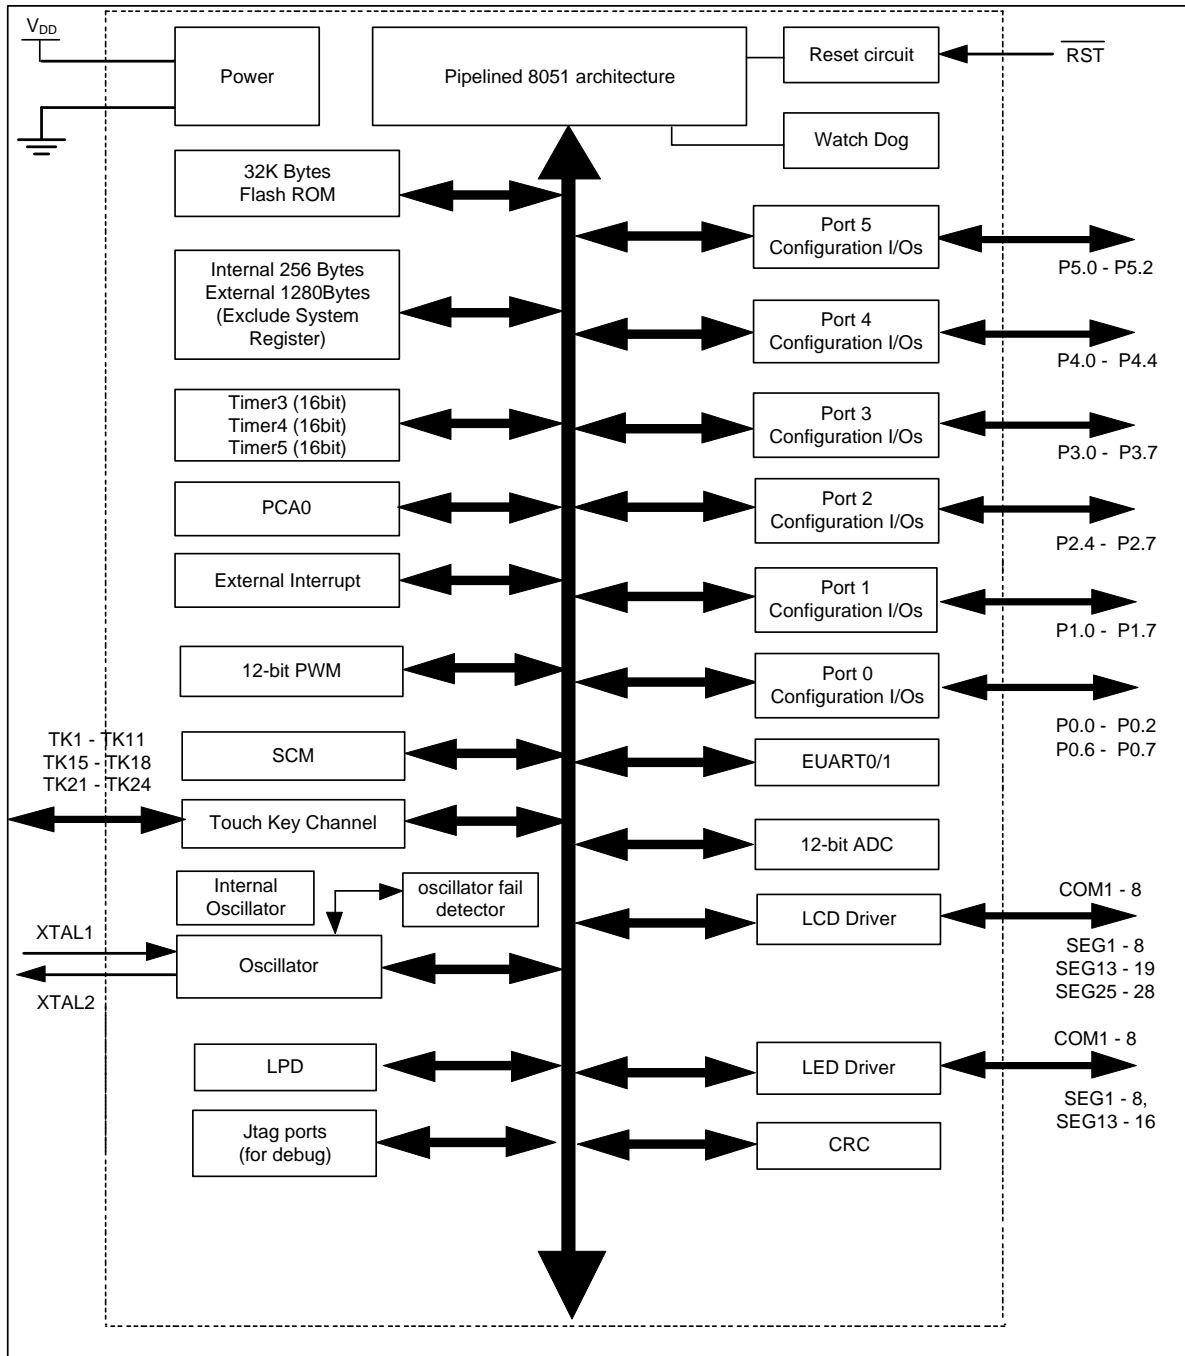 VDD
Power
Pipelined 8051 architecture
Reset circuit
RST
Watch Dog
32K Bytes
Flash ROM
Port 5
Configuration I/Os
P5.0 - P5.2
Internal 256 Bytes
External 1280Bytes
(Exclude System
Register)
Port 4
Configuration I/Os
P4.0 - P4.4
Timer3 (16bit)
Timer4 (16bit)
Timer5 (16bit)
Port 3
Configuration I/Os
P3.0 - P3.7
PCA0
Port 2
Configuration I/Os
P2.4 - P2.7
External Interrupt
Port 1
Configuration I/Os
P1.0 - P1.7
12-bit PWM
Port 0
Configuration I/Os
P0.0 - P0.2
P0.6 - P0.7
TK1 - TK11
TK15 - TK18
TK21 - TK24
SCM
EUART0/1
Touch Key Channel
12-bit ADC
Internal
Oscillator
oscillator fail
detector
COM1 - 8
LCD Driver
SEG1 - 8
SEG13 - 19
SEG25 - 28
XTAL1
Oscillator
XTAL2
COM1 - 8
LPD
LED Driver
SEG1 - 8,
SEG13 - 16
Jtag ports
(for debug)
CRC